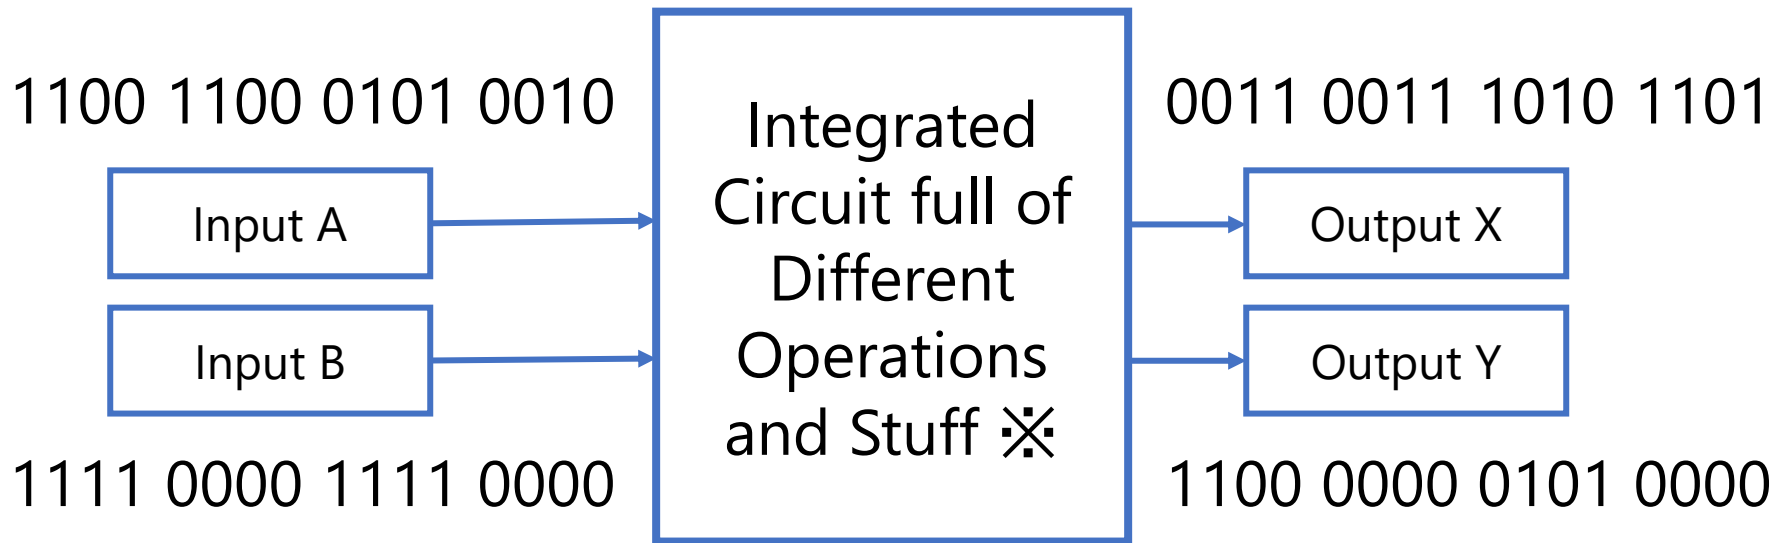 1100 1100 0101 0010
Input A
Input B
1111 0000 1111 0000
Integrated
Circuit full of
Different
Operations
and Stuff ※
0011 0011 1010 1101
Output X
Output Y
1100 0000 0101 0000